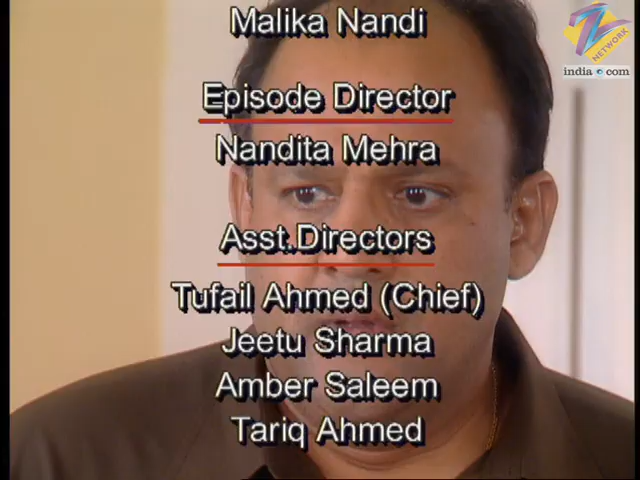 Malika Nandi
Z
NETWORK
india.com
Episode Director
Nandita Mehra
Asst.Directors
Tufail Ahmed (Chief)
Jeetu Sharma
Amber Saleem
Tariq Ahmed